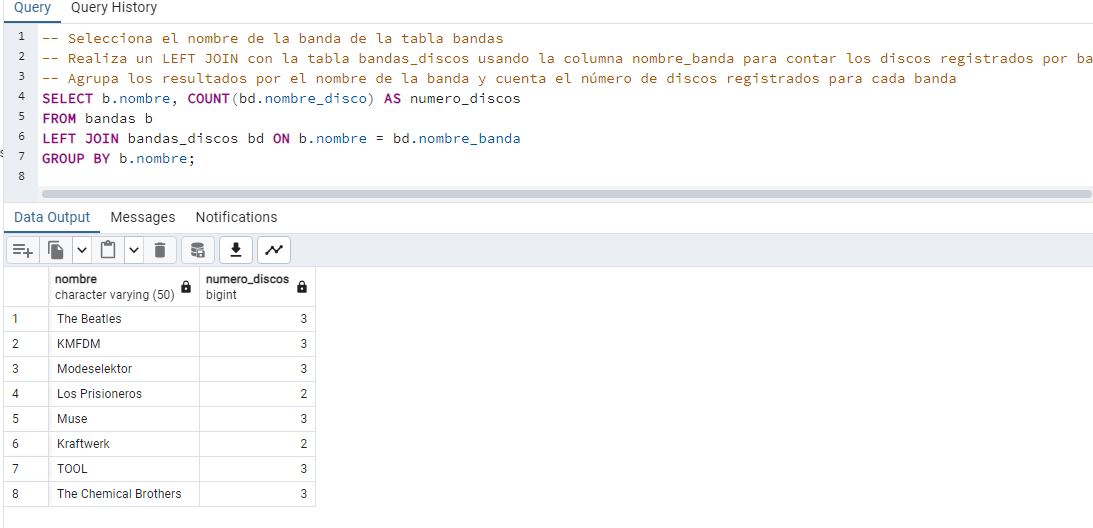 Query Query History
1 -- Selecciona el nombre de la banda de la tabla bandas
2 -- Realiza un LEFT JOIN con la tabla bandas_discos usando la columna nombre_banda para contar los discos registrados por ba
3 -- Agrupa los resultados por el nombre de la banda y cuenta el número de discos registrados para cada banda
4 SELECT b.nombre, COUNT(bd.nombre_disco) AS numero_discos
5 FROM bandas b
6 LEFT JOIN bandas_discos bd ON b.nombre = bd.nombre_banda
7 GROUP BY b.nombre;
8
Data Output Messages Notifications
nombre numero_discos
character varying (50) bigint
1 The Beatles 3
2 KMFDM 3
3 Modeselektor 3
4 Los Prisioneros 2
5 Muse 3
6 Kraftwerk 2
7 TOOL 3
8 The Chemical Brothers 3